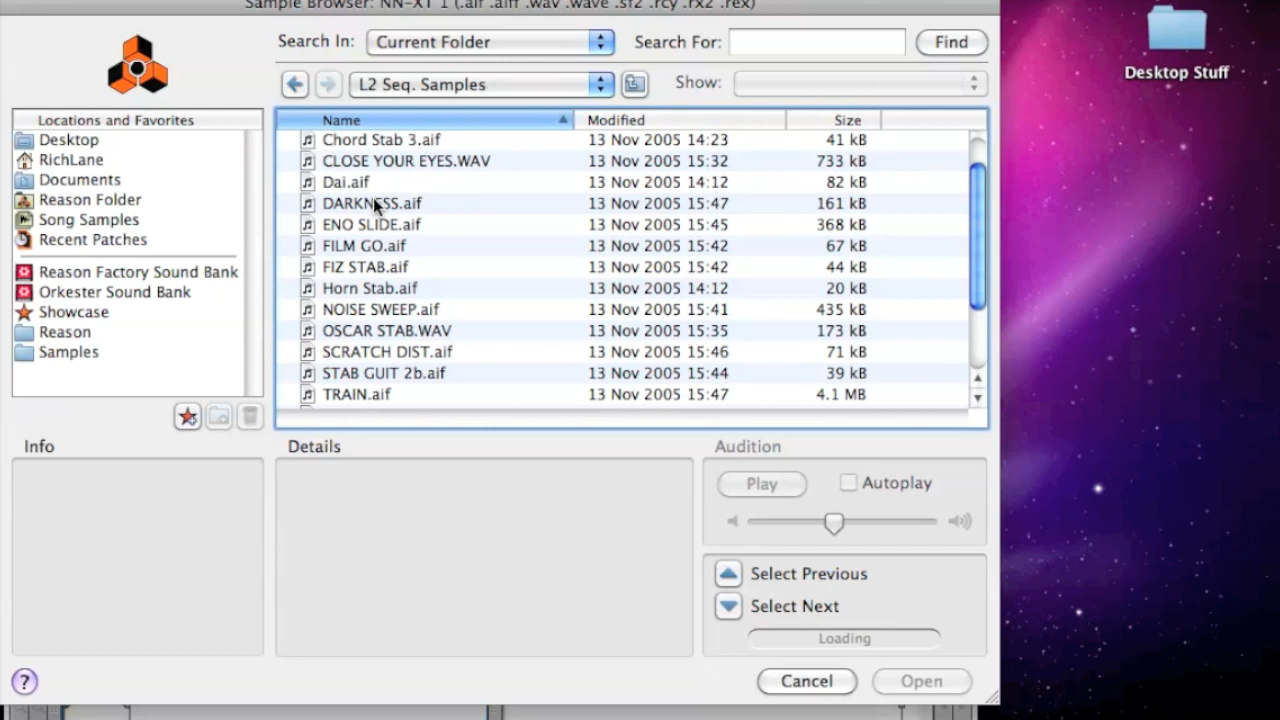 Sample Browser: NN-XT 1 (.aif .aiff .wav .wave .sf2 .rcy .rx2 .rex)
Search In: Current Folder Search For: Find
L2 Seq. Samples Show:
Locations and Favorites
Desktop
RichLane
Documents
Reason Folder
Song Samples
Recent Patches
Reason Factory Sound Bank
Orkester Sound Bank
Showcase
Reason
Samples
Name Modified Size
Chord Stab 3.aif 13 Nov 2005 14:23 41 kB
CLOSE YOUR EYES.WAV 13 Nov 2005 15:32 733 kB
Dai.aif 13 Nov 2005 14:12 82 kB
DARKNESS.aif 13 Nov 2005 15:47 161 kB
ENO SLIDE.aif 13 Nov 2005 15:45 368 kB
FILM GO.aif 13 Nov 2005 15:42 67 kB
FIZ STAB.aif 13 Nov 2005 15:42 44 kB
Horn Stab.aif 13 Nov 2005 14:12 20 kB
NOISE SWEEP.aif 13 Nov 2005 15:41 435 kB
OSCAR STAB.WAV 13 Nov 2005 15:35 173 kB
SCRATCH DIST.aif 13 Nov 2005 15:46 71 kB
STAB GUIT 2b.aif 13 Nov 2005 15:44 39 kB
TRAIN.aif 13 Nov 2005 15:47 4.1 MB
Info
Details
Audition
Play Autoplay
Select Previous
Select Next
Loading
? Cancel Open
Desktop Stuff